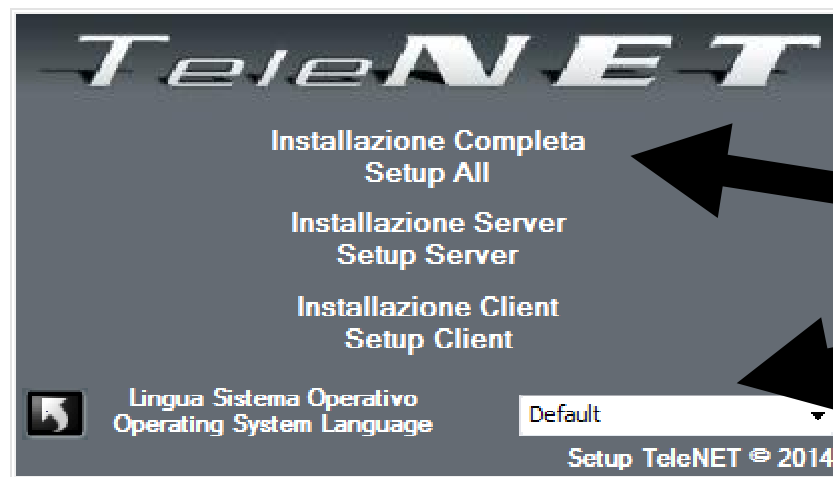 TeleNET
Installazione Completa
Setup All
Installazione Server
Setup Server
Installazione Client
Setup Client
Lingua Sistema Operativo
Operating System Language
Default
Setup TeleNET © 2014